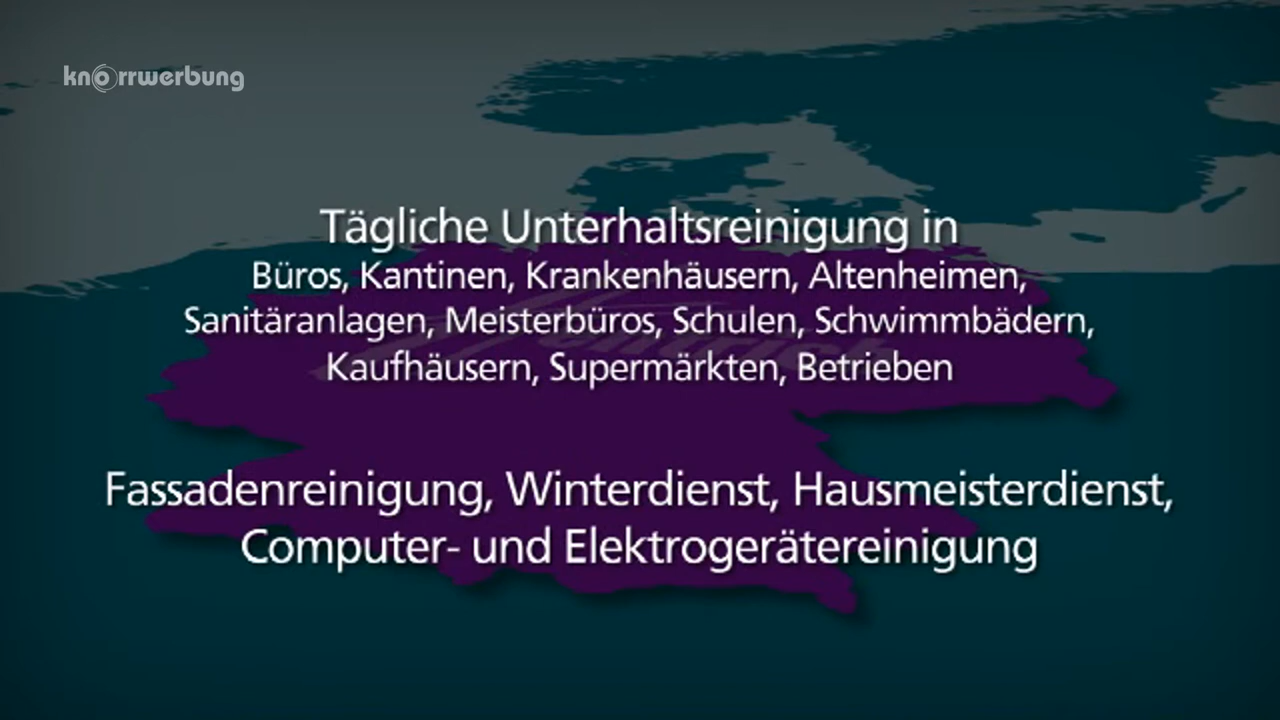 knorrwerbung
Tägliche Unterhaltsreinigung in
Büros, Kantinen, Krankenhäusern, Altenheimen,
Sanitäranlagen, Meisterbüros, Schulen, Schwimmbädern,
Kaufhäusern, Supermärkten, Betrieben
Fassadenreinigung, Winterdienst, Hausmeisterdienst,
Computer- und Elektrogerätereinigung